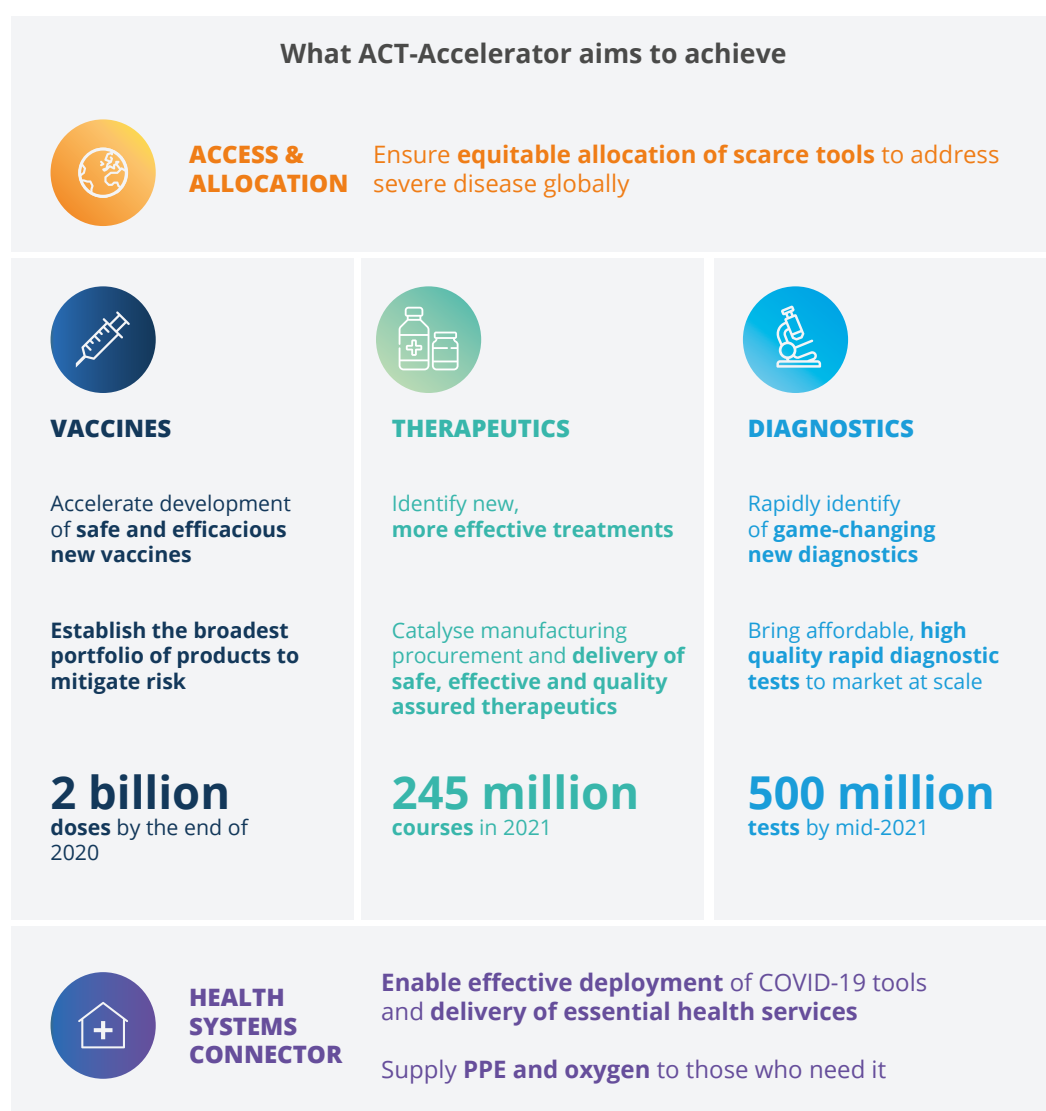 What ACT-Accelerator aims to achieve
ACCESS &
ALLOCATION
Ensure equitable allocation of scarce tools to address
severe disease globally
VACCINES
Accelerate development
of safe and efficacious
new vaccines
Establish the broadest
portfolio of products to
mitigate risk
2 billion
doses by the end of
2020
THERAPEUTICS
Identify new,
more effective treatments
Catalyse manufacturing
procurement and delivery of
safe, effective and quality
assured therapeutics
245 million
courses in 2021
DIAGNOSTICS
Rapidly identify
of game-changing
new diagnostics
Bring affordable, high
quality rapid diagnostic
tests to market at scale
500 million
tests by mid-2021
HEALTH
SYSTEMS
CONNECTOR
Enable effective deployment of COVID-19 tools
and delivery of essential health services
Supply PPE and oxygen to those who need it